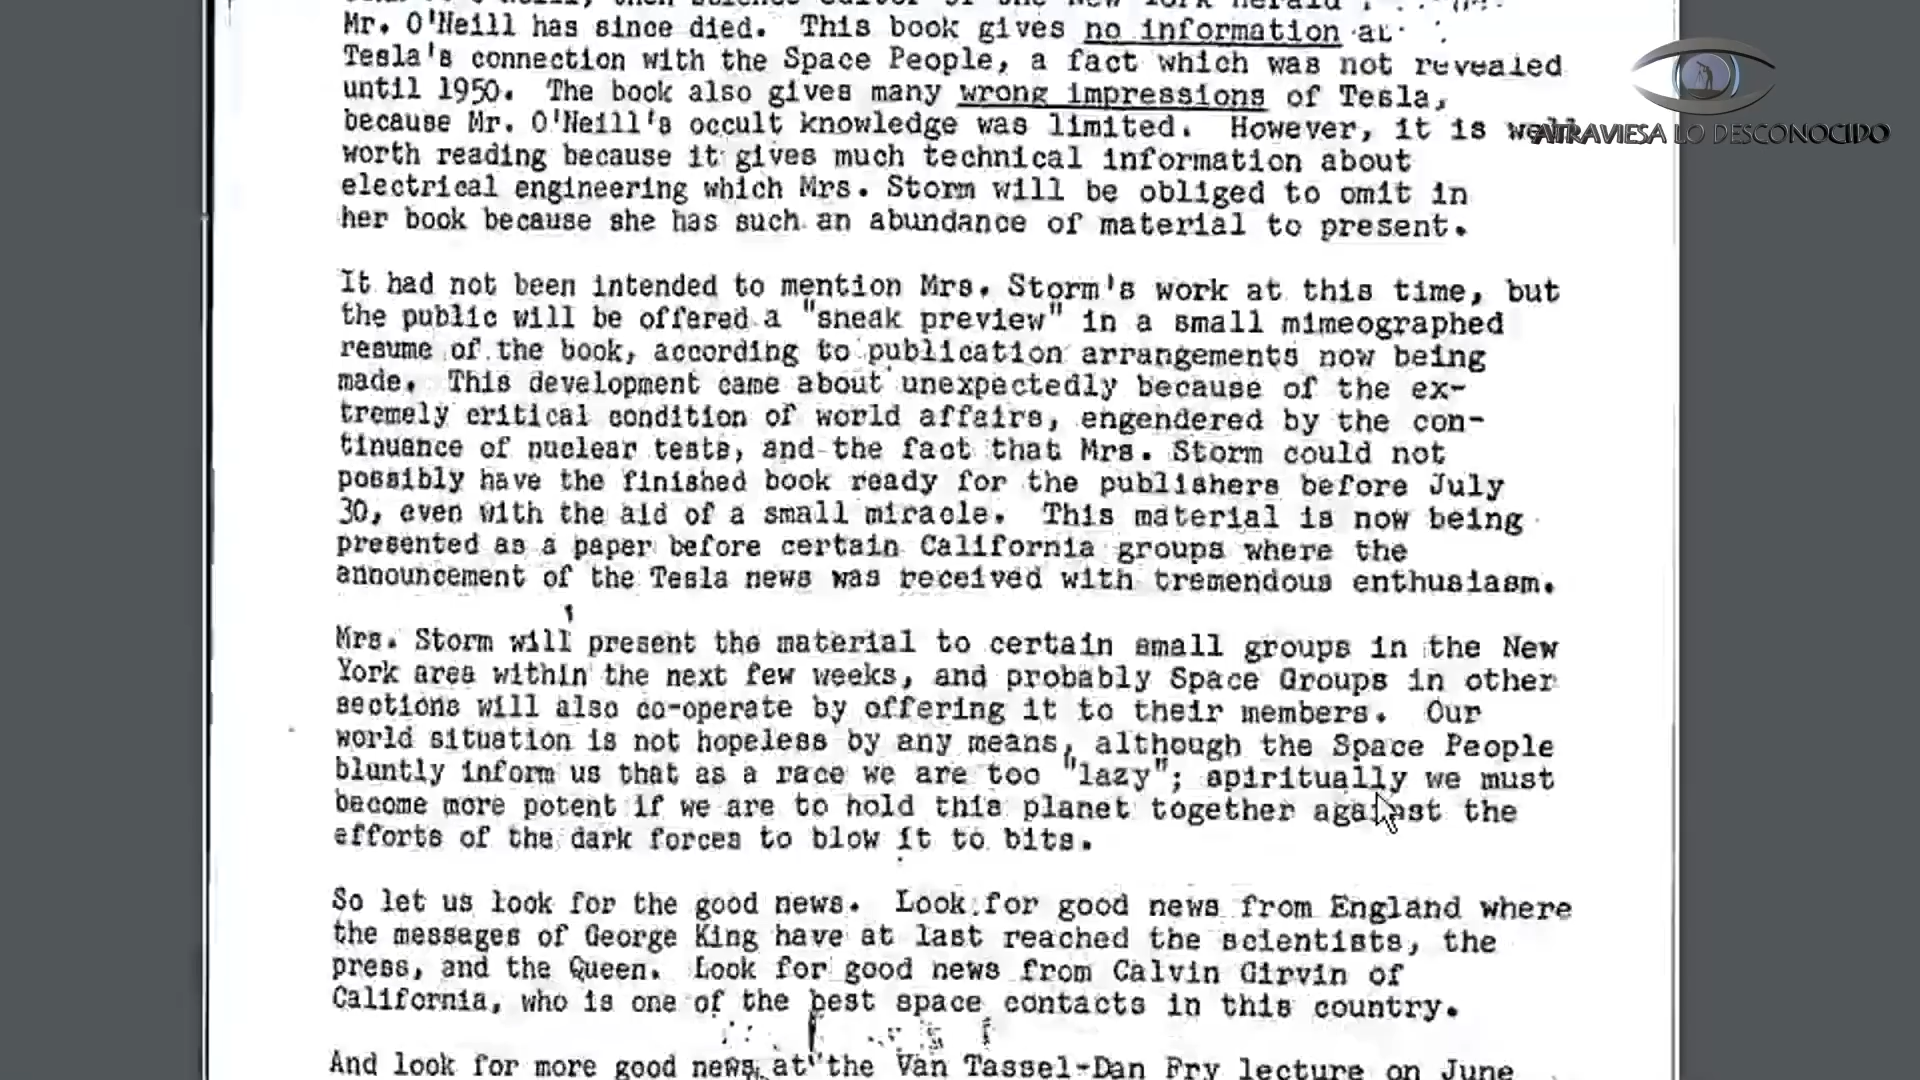 Mr. O'Neill has since died. This book gives no information
Tesla's connection with the Space People, a fact which was not revealed
until 1950. The book also gives many wrong impressions of Tesla,
because Mr. O'Neill's occult knowledge was limited. However, it is well
worth reading because it gives much technical information about
electrical engineering which Mrs. Storm will be obliged to omit in
her book because she has such an abundance of material to present.
It had not been intended to mention Mrs. Storm's work at this time, but
the public will be offered a "sneak preview" in a small mimeographed
resume of the book, according to publication arrangements now being
made. This development came about unexpectedly because of the ex-
tremely critical condition of world affairs, engendered by the con-
tinuance of nuclear tests, and the fact that Mrs. Storm could not
possibly have the finished book ready for the publishers before July
30, even with the aid of a small miracle. This material is now being
presented as a paper before certain California groups where the
announcement of the Tesla news was received with tremendous enthusiasm.
Mrs. Storm will present the material to certain small groups in the New
York area within the next few weeks, and probably Space Groups in other
sections will also co-operate by offering it to their members. Our
world situation is not hopeless by any means, although the Space People
bluntly inform us that as a race we are too "lazy"; spiritually we must
become more potent if we are to hold this planet together against the
efforts of the dark forces to blow it to bits.
So let us look for the good news. Look for good news from England where
the messages of George King have at last reached the scientists, the
press, and the Queen. Look for good news from Calvin Girvin of
California, who is one of the best space contacts in this country.
And look for more good news at the Van Tassel-Dan Fry lecture on June
ATRAVIESA LO DESCONOCIDO